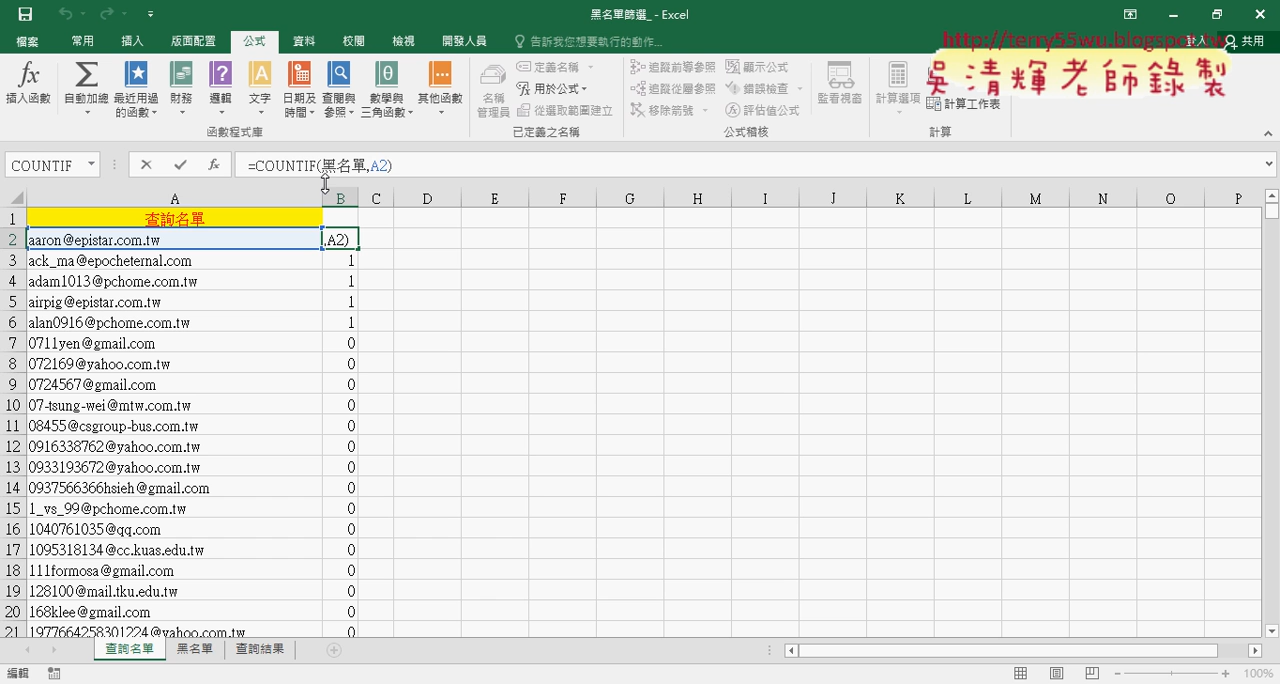 黑名單篩選_ - Excel
http://terry55wu.blogspot.tw
檔案 常用 插入 版面配置 公式 資料 校閱 檢視 開發人員 告訴我您想要執行的動作... 登入 共用
吳清輝老師錄製
插入函數 自動加總 最近用過的函數 財務 邏輯 文字 日期及時間 查閱與參照 數學與三角函數 其他函數
函數程式庫
名稱管理員 定義名稱 用於公式 從選取範圍建立
已定義之名稱
追蹤前導參照 追蹤從屬參照 移除箭號 顯示公式 錯誤檢查 評估值公式 監看視窗
公式稽核
計算選項 計算工作表
計算
COUNTIF =COUNTIF(黑名單,A2)
A B C D E F G H I J K L M N O P
1 查詢名單
2 aaron@epistar.com.tw ,A2)
3 ack_ma@epocheternal.com 1
4 adam1013@pchome.com.tw 1
5 airpig@epistar.com.tw 1
6 alan0916@pchome.com.tw 1
7 0711yen@gmail.com 0
8 072169@yahoo.com.tw 0
9 0724567@gmail.com 0
10 07-tsung-wei@mtw.com.tw 0
11 08455@csgroup-bus.com.tw 0
12 0916338762@yahoo.com.tw 0
13 0933193672@yahoo.com.tw 0
14 0937566366hsieh@gmail.com 0
15 1_vs_99@pchome.com.tw 0
16 1040761035@qq.com 0
17 1095318134@cc.kuas.edu.tw 0
18 111formosa@gmail.com 0
19 128100@mail.tku.edu.tw 0
20 168klee@gmail.com 0
21 1977664258301224@yahoo.com.tw 0
查詢名單 黑名單 查詢結果
編輯 100%